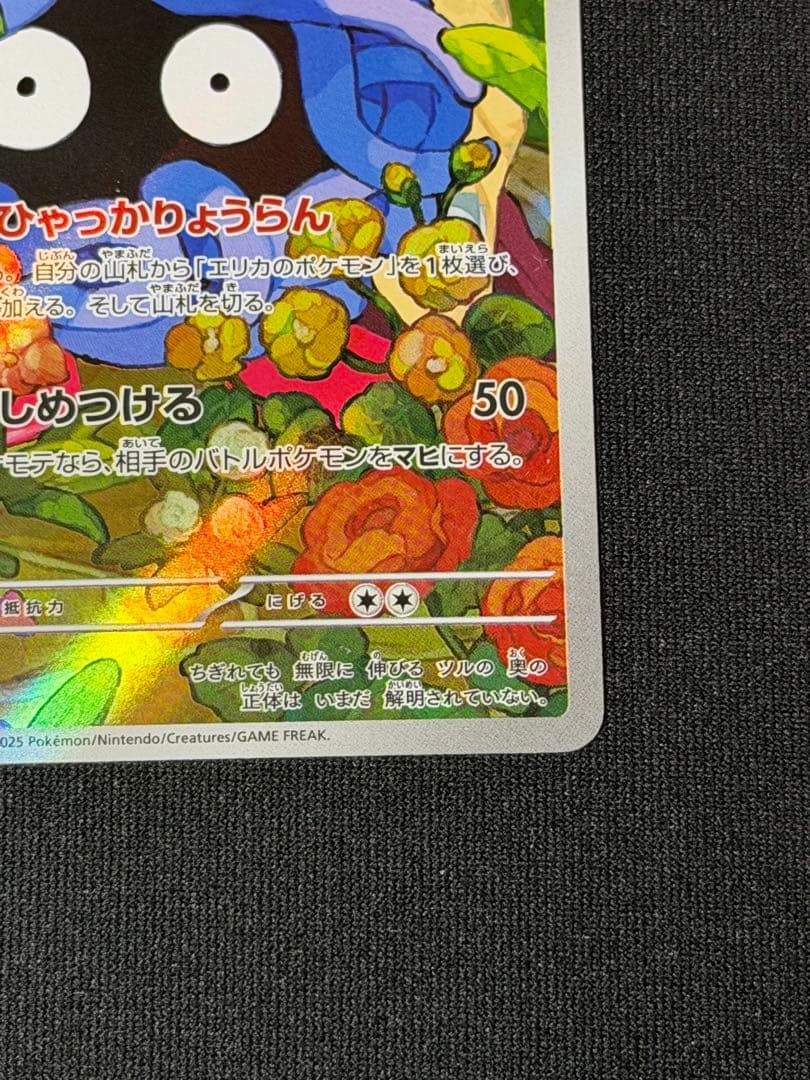 ひゃっかりょうらん
自分の山札から「エリカのポケモン」を1枚選び、
加える。そして山札を切る。
しめつける 50
モテなら、相手のバトルポケモンをマヒにする。
抵抗力 にげる
ちぎれても 無限に 伸びる ツルの 奥の
正体は いまだ 解明されていない。
025 Pokémon/Nintendo/Creatures/GAME FREAK.